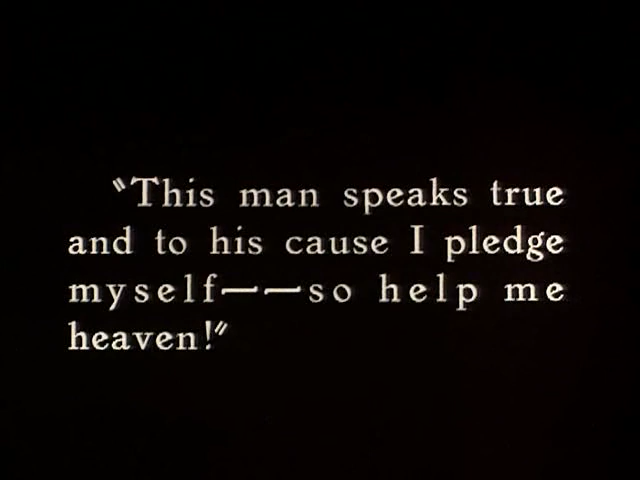 "This man speaks true
and to his cause I pledge
myself——so help me
heaven!"